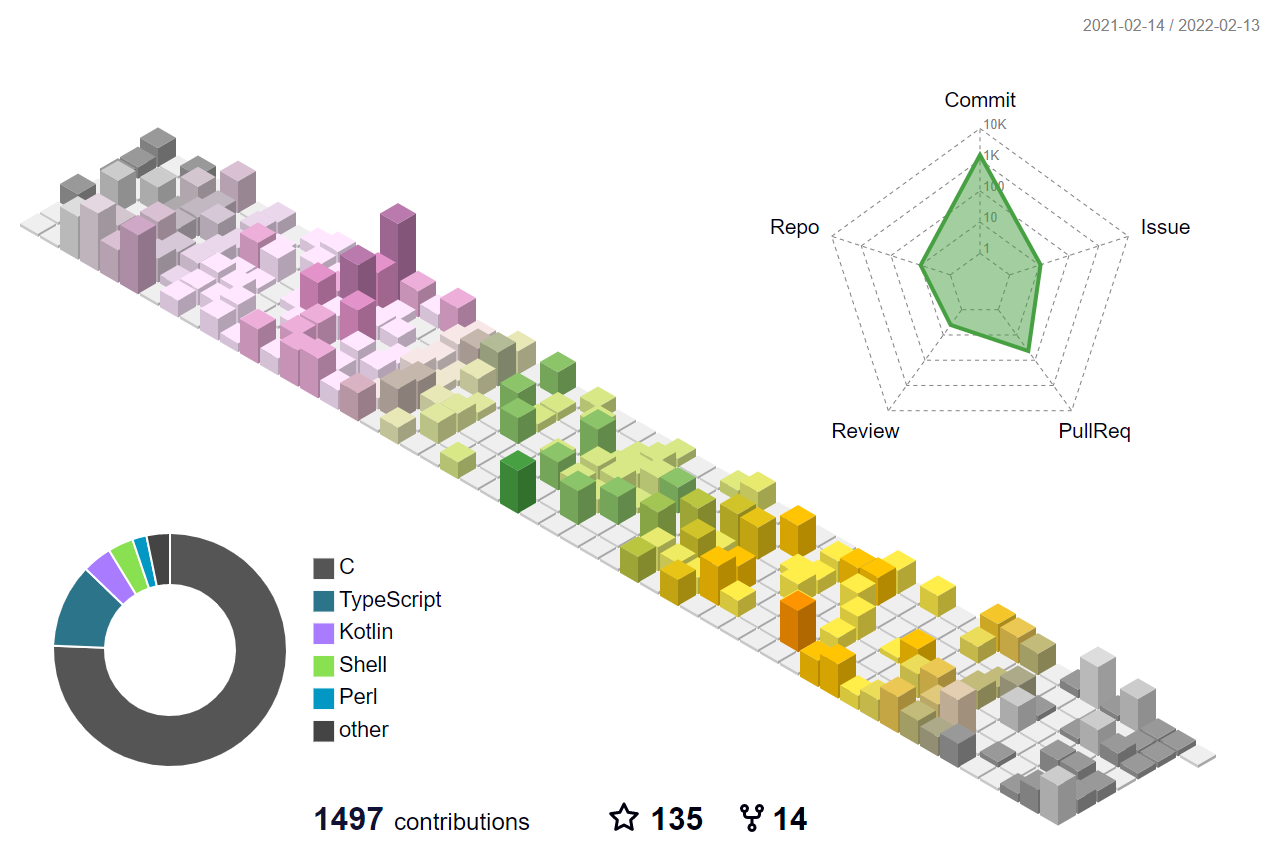 2021-02-14 / 2022-02-13
Commit
10K
1K
100
10
1
Repo
Issue
Review
PullReq
C
TypeScript
Kotlin
Shell
Perl
other
1497 contributions
135
14